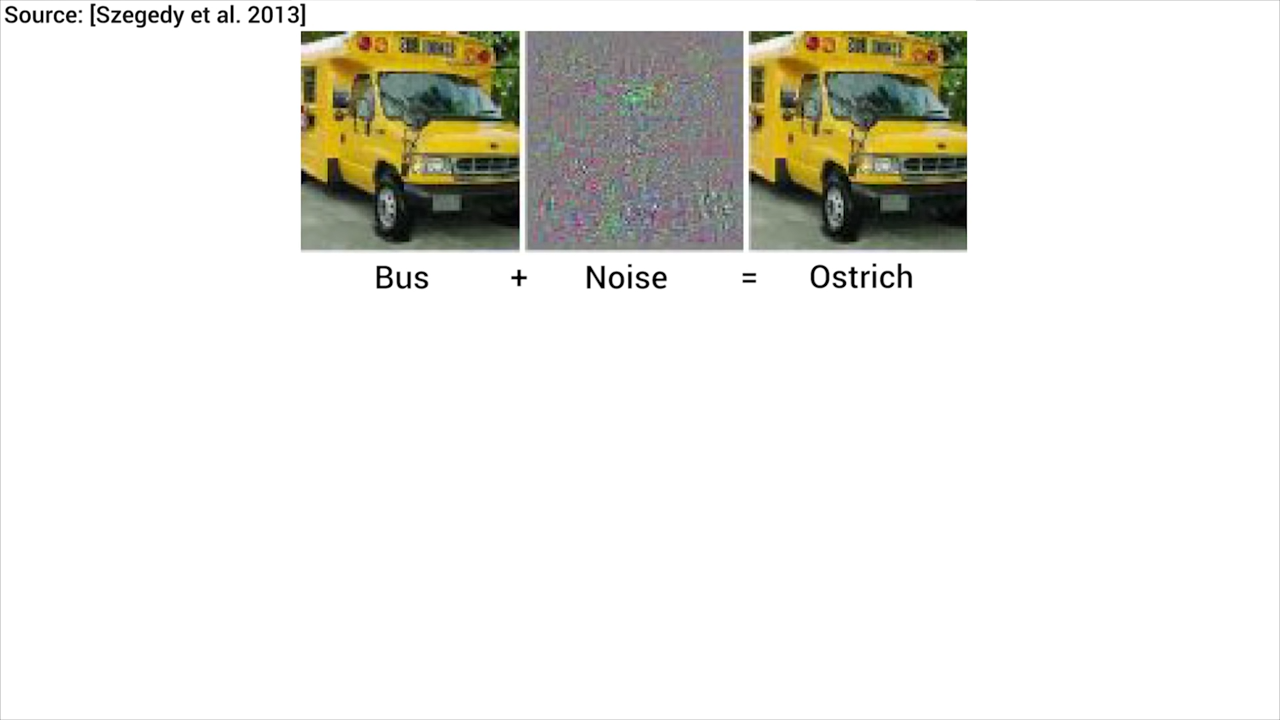 Source: [Szegedy et al. 2013]
Bus + Noise = Ostrich